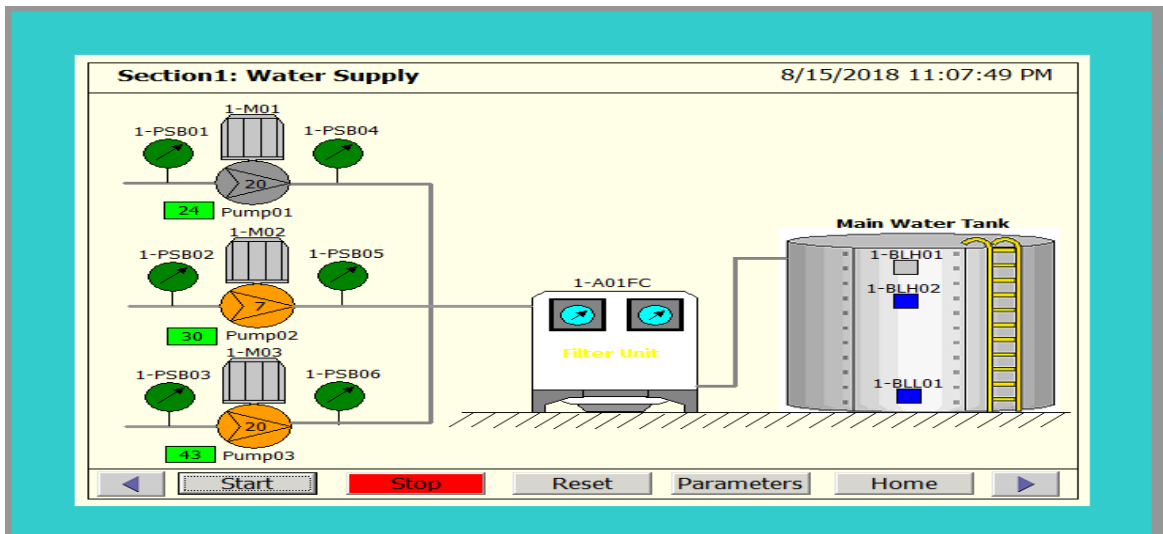 Section1: Water Supply 8/15/2018 11:07:49 PM
1-M01
1-PSB01 1-PSB04
20
24 Pump01
1-M02
1-PSB02 1-PSB05
7
30 Pump02
1-M03
1-PSB03 1-PSB06
20
43 Pump03
1-A01FC
Filter Unit
Main Water Tank
1-BLH01
1-BLH02
1-BLL01
Start Stop Reset Parameters Home